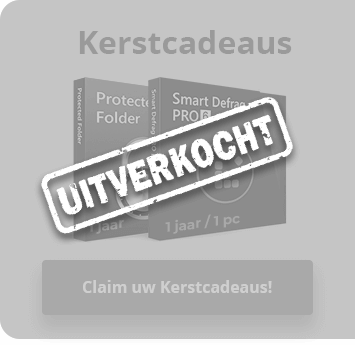 Kerstcadeaus
Protected
Folder
Protected Folder
1 jaar
Smart Defrag
PRO 6
Smart Defrag
1 jaar / 1 pc
UITVERKOCHT
Claim uw Kerstcadeaus!